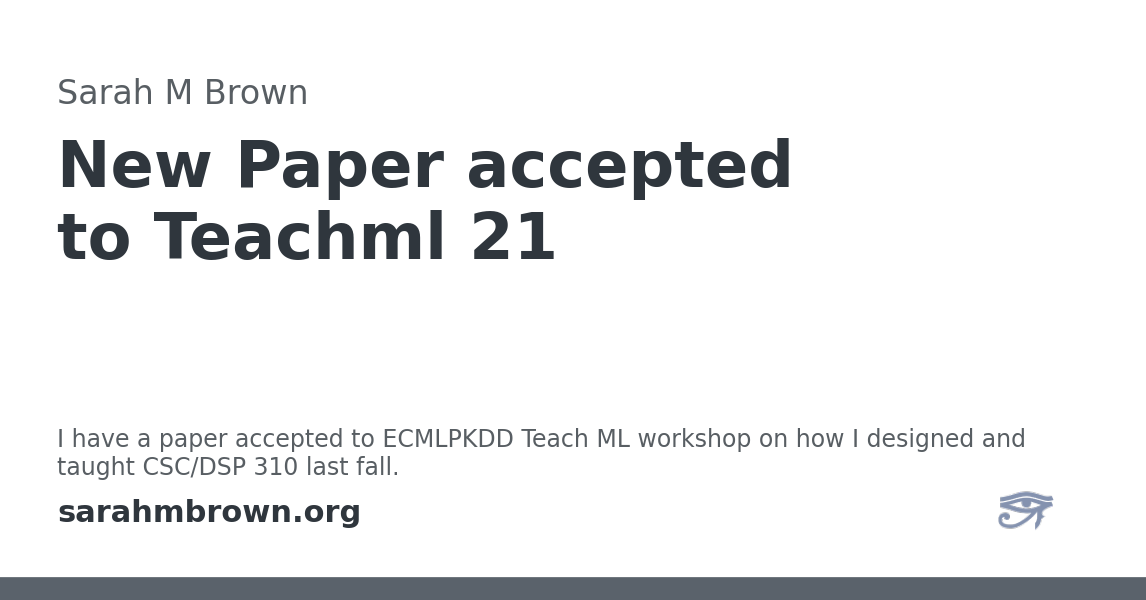 Sarah M Brown
New Paper accepted
to Teachml 21
I have a paper accepted to ECMLPKDD Teach ML workshop on how I designed and
taught CSC/DSP 310 last fall.
sarahmbrown.org